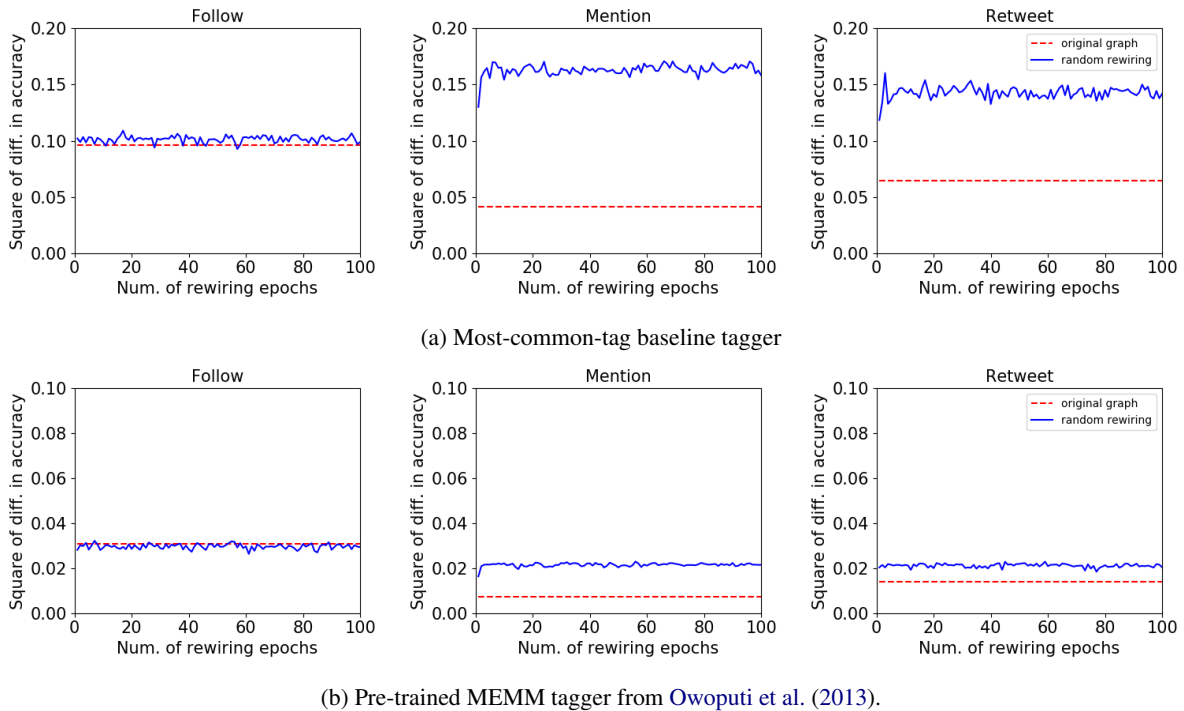 Follow
Mention
Retweet
0.20
0.15
0.10
0.05
0.00
0 20 40 60 80 100
Square of diff. in accuracy
Num. of rewiring epochs
0.20
0.15
0.10
0.05
0.00
0 20 40 60 80 100
Square of diff. in accuracy
Num. of rewiring epochs
0.20
0.15
0.10
0.05
0.00
0 20 40 60 80 100
Square of diff. in accuracy
Num. of rewiring epochs
original graph
random rewiring
(a) Most-common-tag baseline tagger
Follow
Mention
Retweet
0.10
0.08
0.06
0.04
0.02
0.00
0 20 40 60 80 100
Square of diff. in accuracy
Num. of rewiring epochs
0.10
0.08
0.06
0.04
0.02
0.00
0 20 40 60 80 100
Square of diff. in accuracy
Num. of rewiring epochs
0.10
0.08
0.06
0.04
0.02
0.00
0 20 40 60 80 100
Square of diff. in accuracy
Num. of rewiring epochs
original graph
random rewiring
(b) Pre-trained MEMM tagger from Owoputi et al. (2013).